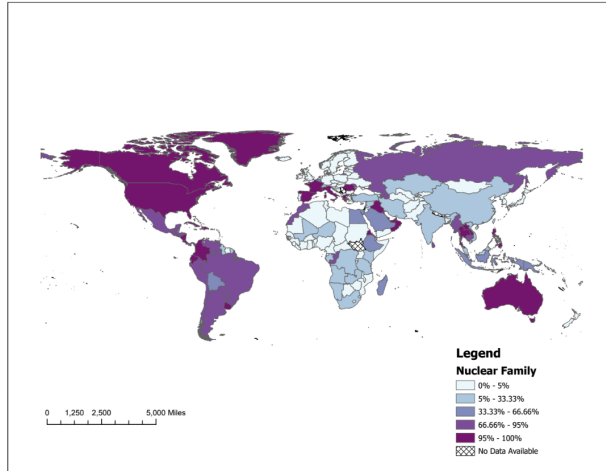 Legend
Nuclear Family
0% - 5%
5% - 33.33%
33.33% - 66.66%
66.66% - 95%
95% - 100%
No Data Available
0 1,250 2,500 5,000 Miles